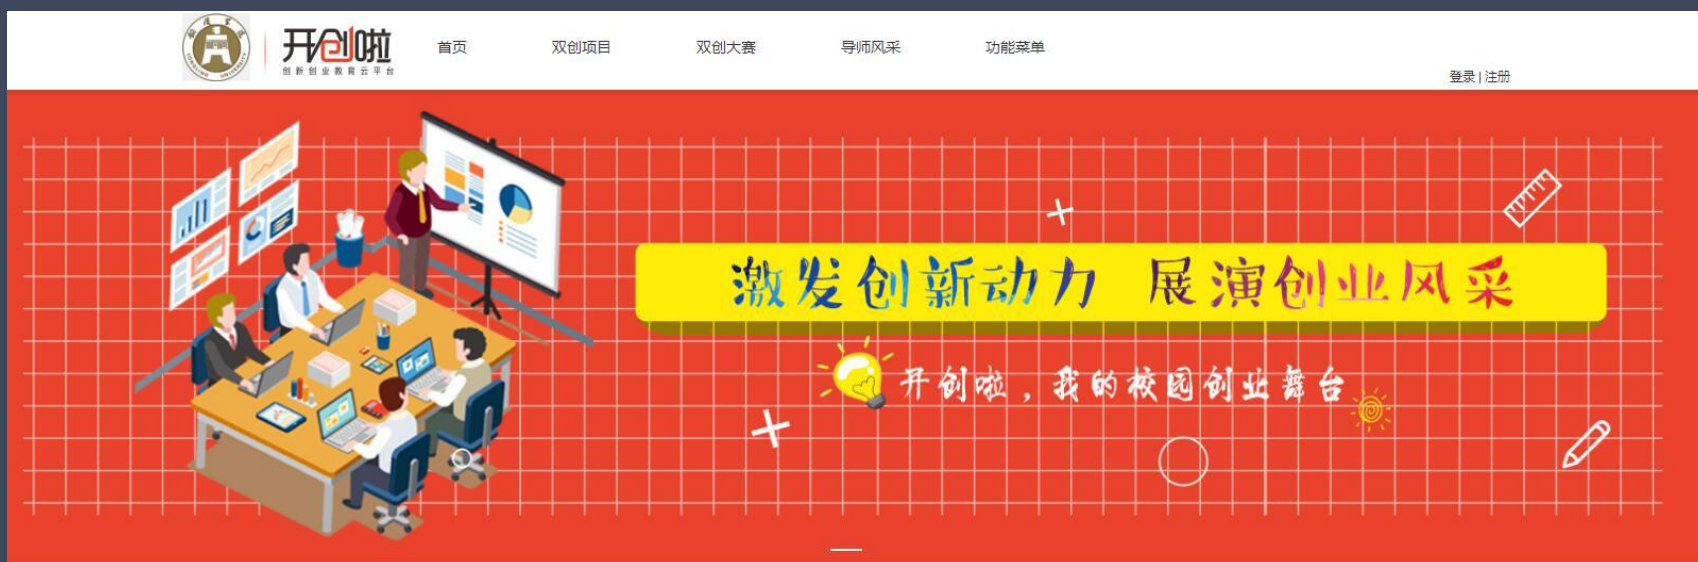 开创啦
创新创业教育云平台
首页 双创项目 双创大赛 导师风采 功能菜单
登录 | 注册
激发创新动力 展演创业风采
开创啦，我的校园创业舞台